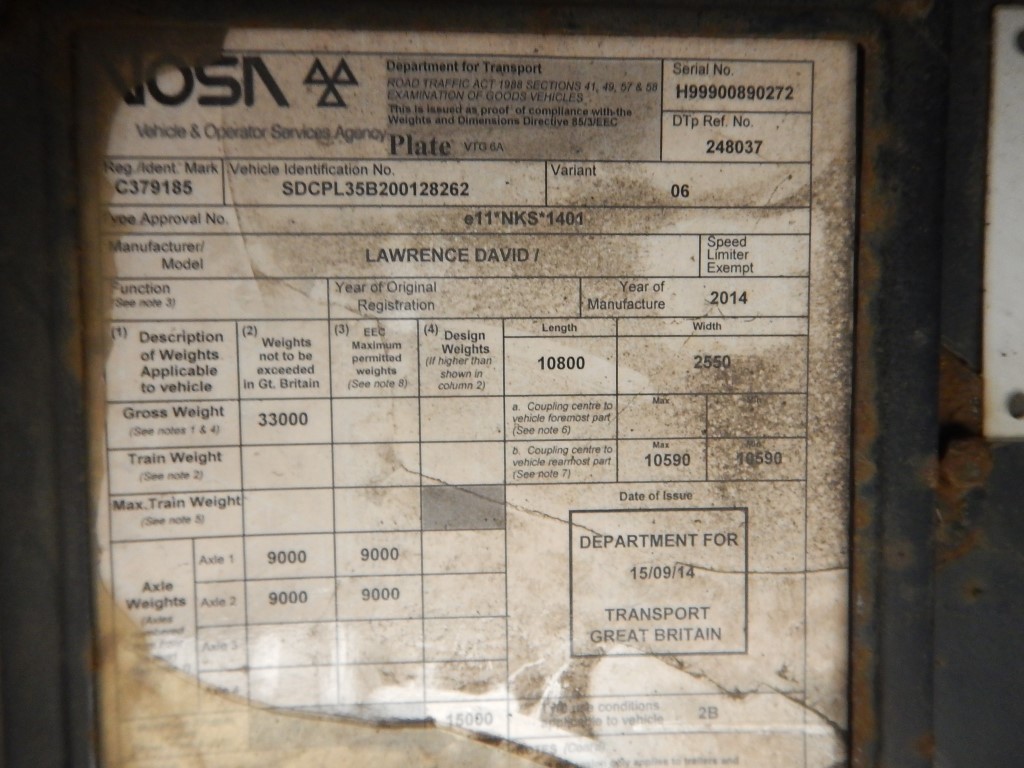 VOSA
Department for Transport
ROAD TRAFFIC ACT 1988 SECTIONS 41, 49, 57 & 58
EXAMINATION OF GOODS VEHICLES
This is issued as proof of compliance with the
Weights and Dimensions Directive 85/3/EEC
Vehicle & Operator Services Agency
Plate VTG 6A
Serial No.
H99900890272
DTp Ref. No.
248037
Reg./Ident. Mark
C379185
Vehicle Identification No.
SDCPL35B200128262
Variant
06
Approval No.
e11*NKS*1401
Manufacturer/
Model
LAWRENCE DAVID /
Speed
Limiter
Exempt
Function
(See note 3)
Year of Original
Registration
Year of
Manufacture
2014
(1) Description
of Weights
Applicable
to vehicle
(2) Weights
not to be
exceeded
in Gt. Britain
(3) EEC
Maximum
permitted
weights
(See note 8)
(4) Design
Weights
(If higher than
shown in
column 2)
Length
10800
Width
2550
Gross Weight
(See notes 1 & 4)
33000
a. Coupling centre to
vehicle foremost part
(See note 6)
Max
Train Weight
(See note 2)
b. Coupling centre to
vehicle rearmost part
(See note 7)
Max
10590
Min
10590
Max.Train Weight
(See note 5)
Date of Issue
DEPARTMENT FOR
15/09/14
TRANSPORT
GREAT BRITAIN
Axle
Weights
(Axles
Axle 1
9000
9000
Axle 2
9000
9000
Axle 3
15000
use conditions
applicable to vehicle
2B